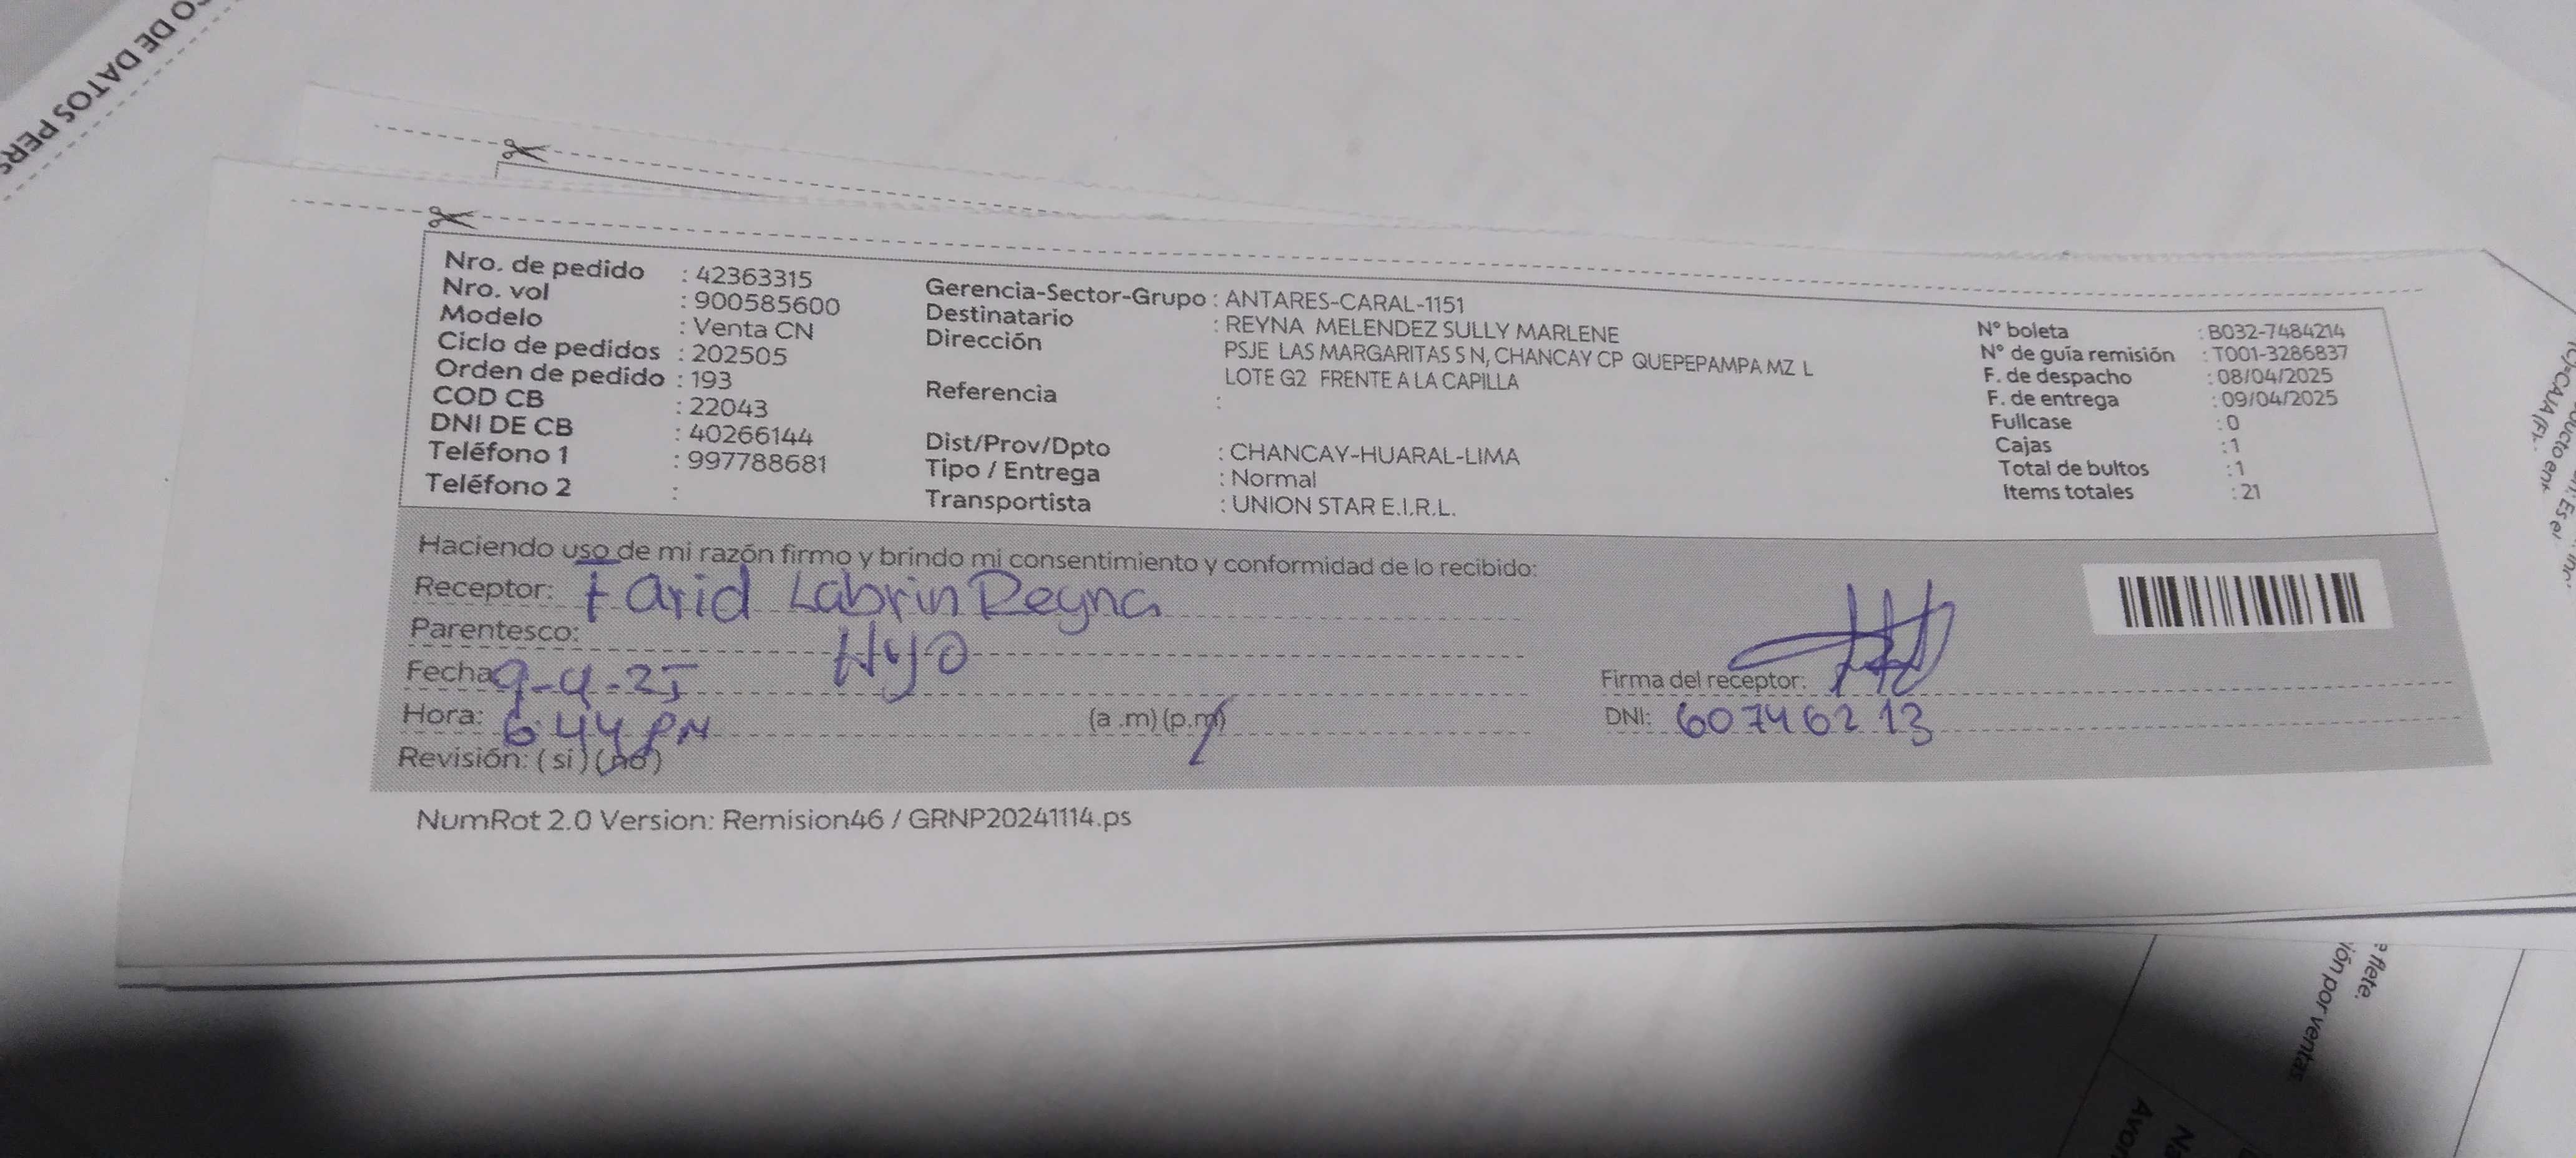 O DE DATOS PERS
Nro. de pedido : 42363315
Nro. vol : 900585600
Modelo : Venta CN
Ciclo de pedidos : 202505
Orden de pedido : 193
COD CB : 22043
DNI DE CB : 40266144
Teléfono 1 : 997788681
Teléfono 2 :
Gerencia-Sector-Grupo : ANTARES-CARAL-1151
Destinatario : REYNA MELENDEZ SULLY MARLENE
Dirección PSJE LAS MARGARITAS S N, CHANCAY CP QUEPEPAMPA MZ L
LOTE G2 FRENTE A LA CAPILLA
Referencia :
Dist/Prov/Dpto : CHANCAY-HUARAL-LIMA
Tipo / Entrega : Normal
Transportista : UNION STAR E.I.R.L.
N° boleta : B032-7484214
N° de guía remisión : T001-3286837
F. de despacho : 08/04/2025
F. de entrega : 09/04/2025
Fullcase : 0
Cajas : 1
Total de bultos : 1
Items totales : 21
Haciendo uso de mi razón firmo y brindo mi consentimiento y conformidad de lo recibido:
Receptor: Farid Labrin Reyna
Parentesco: Hijo
Fecha 9-4-25
Hora: 6:44 PM (a .m) (p.m)
Revisión: ( si ) ( no )
Firma del receptor:
DNI: 60746213
NumRot 2.0 Version: Remision46 / GRNP20241114.ps
flete.
ión por ventas